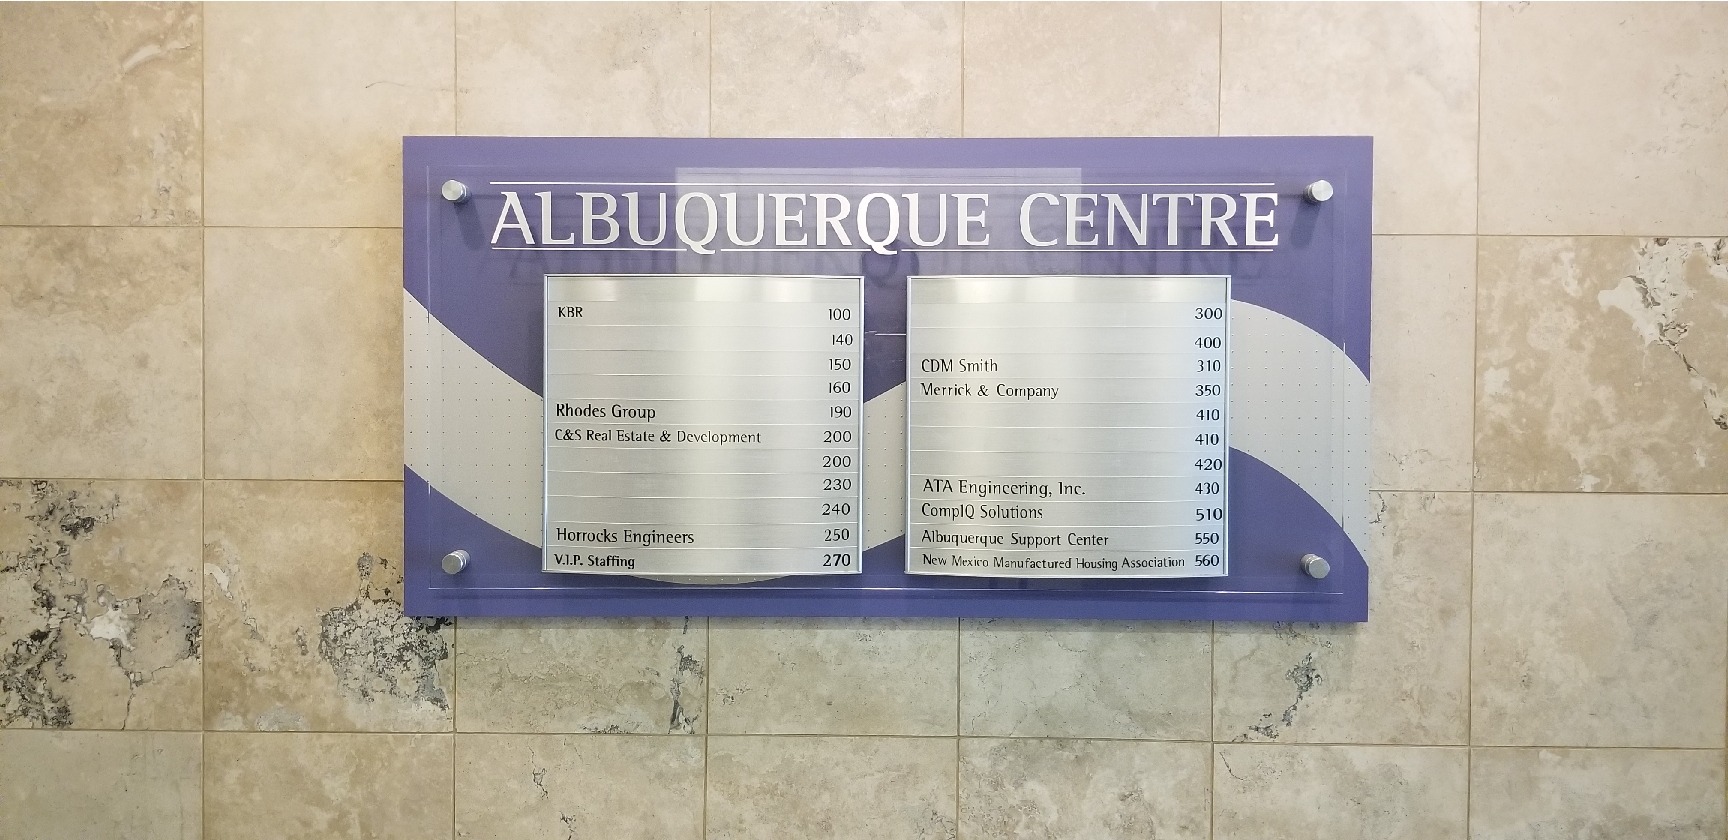 ALBUQUERQUE CENTRE
KBR 100
140
150
160
Rhodes Group 190
C&S Real Estate & Development 200
200
230
240
Horrocks Engineers 250
V.I.P. Staffing 270
300
400
CDM Smith 310
Merrick & Company 350
410
410
420
ATA Engineering, Inc. 430
CompIQ Solutions 510
Albuquerque Support Center 550
New Mexico Manufactured Housing Association 560